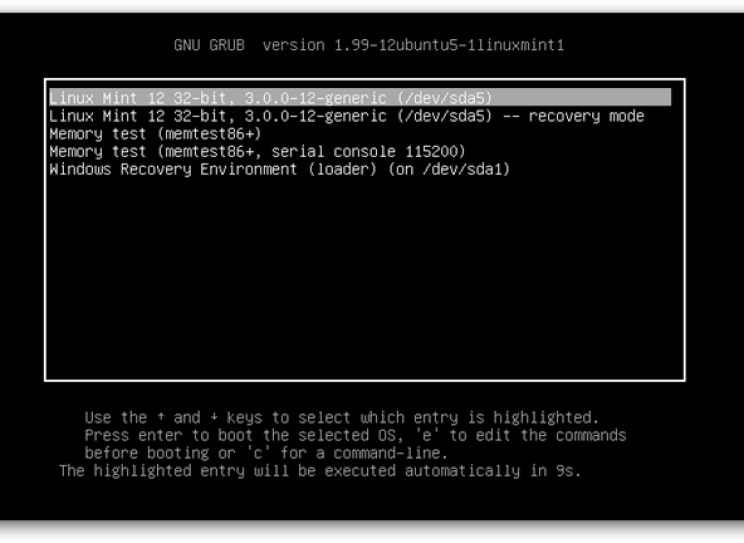 GNU GRUB  version 1.99-12ubuntu5-1linuxmint1
Linux Mint 12 32-bit, 3.0.0-12-generic (/dev/sda5)
Linux Mint 12 32-bit, 3.0.0-12-generic (/dev/sda5) -- recovery mode
Memory test (memtest86+)
Memory test (memtest86+, serial console 115200)
Windows Recovery Environment (loader) (on /dev/sda1)
Use the ↑ and ↓ keys to select which entry is highlighted.
Press enter to boot the selected OS, 'e' to edit the commands
before booting or 'c' for a command-line.
The highlighted entry will be executed automatically in 9s.